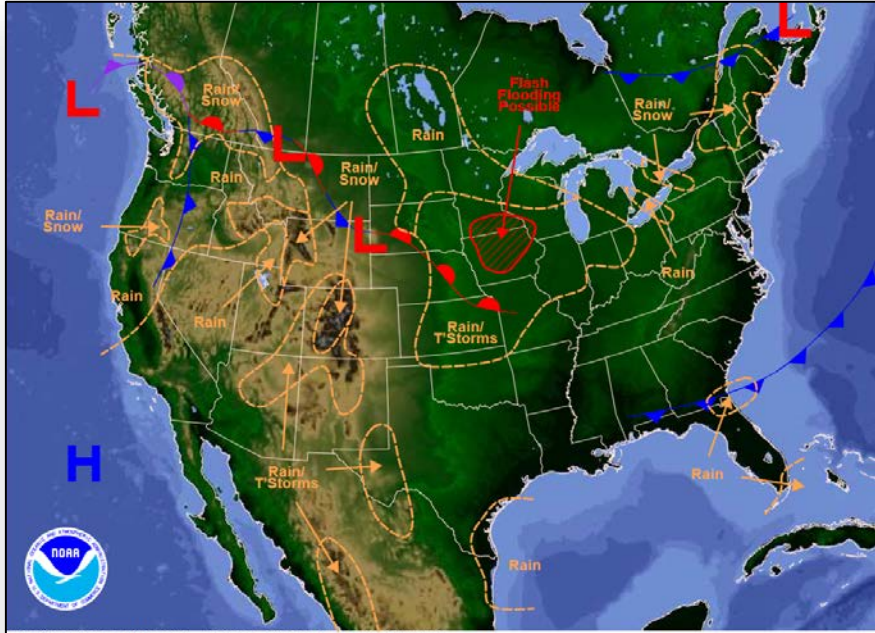 L
Flash
Flooding
Possible
L
Rain/
Snow
Rain/
Snow
Rain
L
Rain
Rain/
Snow
Rain/
Snow
L
Rain
Rain
Rain
Rain/
T'Storms
H
Rain/
T'Storms
Rain
Rain
NOAA